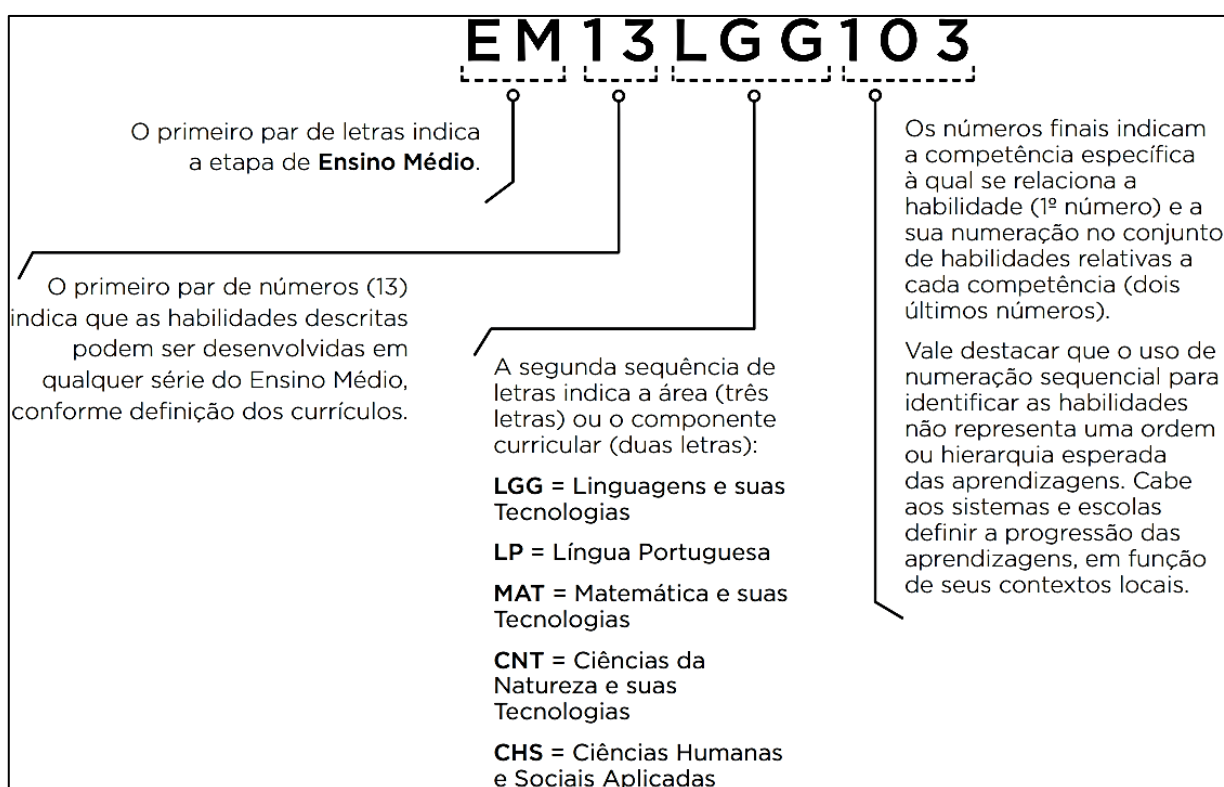 EM13LGG103
O primeiro par de letras indica
a etapa de Ensino Médio.
O primeiro par de números (13)
indica que as habilidades descritas
podem ser desenvolvidas em
qualquer série do Ensino Médio,
conforme definição dos currículos.
A segunda sequência de
letras indica a área (três
letras) ou o componente
curricular (duas letras):
LGG = Linguagens e suas
Tecnologias
LP = Língua Portuguesa
MAT = Matemática e suas
Tecnologias
CNT = Ciências da
Natureza e suas
Tecnologias
CHS = Ciências Humanas
e Sociais Aplicadas
Os números finais indicam
a competência específica
à qual se relaciona a
habilidade (1º número) e a
sua numeração no conjunto
de habilidades relativas a
cada competência (dois
últimos números).
Vale destacar que o uso de
numeração sequencial para
identificar as habilidades
não representa uma ordem
ou hierarquia esperada
das aprendizagens. Cabe
aos sistemas e escolas
definir a progressão das
aprendizagens, em função
de seus contextos locais.